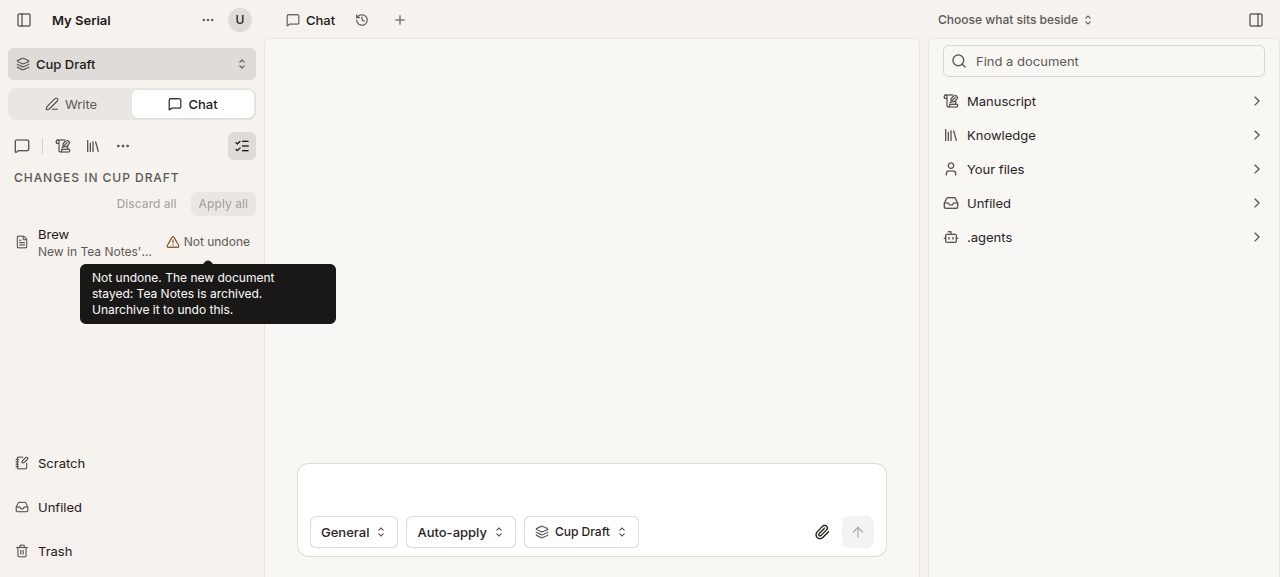 My Serial
U
Chat
Choose what sits beside
Cup Draft
Find a document
Write
Chat
Manuscript
Knowledge
CHANGES IN CUP DRAFT
Your files
Discard all
Apply all
Unfiled
Brew
New in Tea Notes'...
Not undone
.agents
Not undone. The new document
stayed: Tea Notes is archived.
Unarchive it to undo this.
Scratch
Unfiled
General
Auto-apply
Cup Draft
Trash